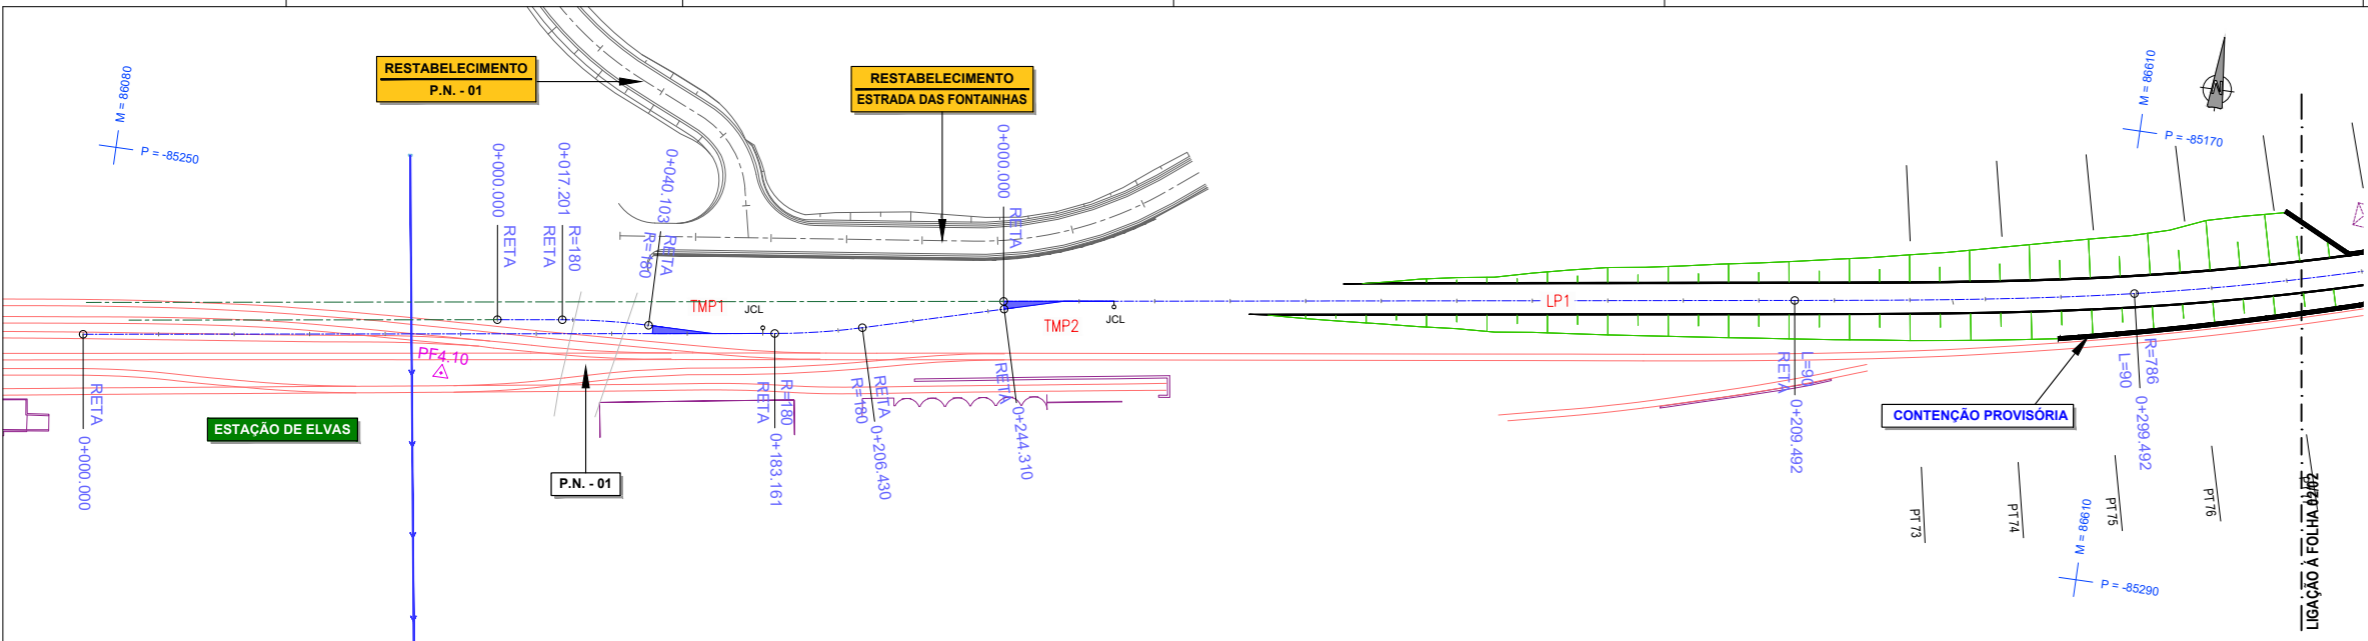 RESTABELECIMENTO
P.N. - 01
RESTABELECIMENTO
ESTRADA DAS FONTAINHAS
M = 86080
P = -85250
M = 86610
P = -85170
N
0+000.000
RETA
0+017.201
RETA
R=180
0+040.103
R=180
RETA
0+000.000
RETA
TMP1
JCL
TMP2
JCL
LP1
PF4.10
RETA
0+000.000
ESTAÇÃO DE ELVAS
P.N. - 01
RETA
R=180
0+183.161
R=180
RETA
0+206.430
RETA
0+244.310
RETA
L=90
0+209.492
L=90
R=786
0+299.492
CONTENÇÃO PROVISÓRIA
PT 73
PT 74
PT 75
PT 76
M = 86610
P = -85290
LIGAÇÃO À FOLHA 02/02